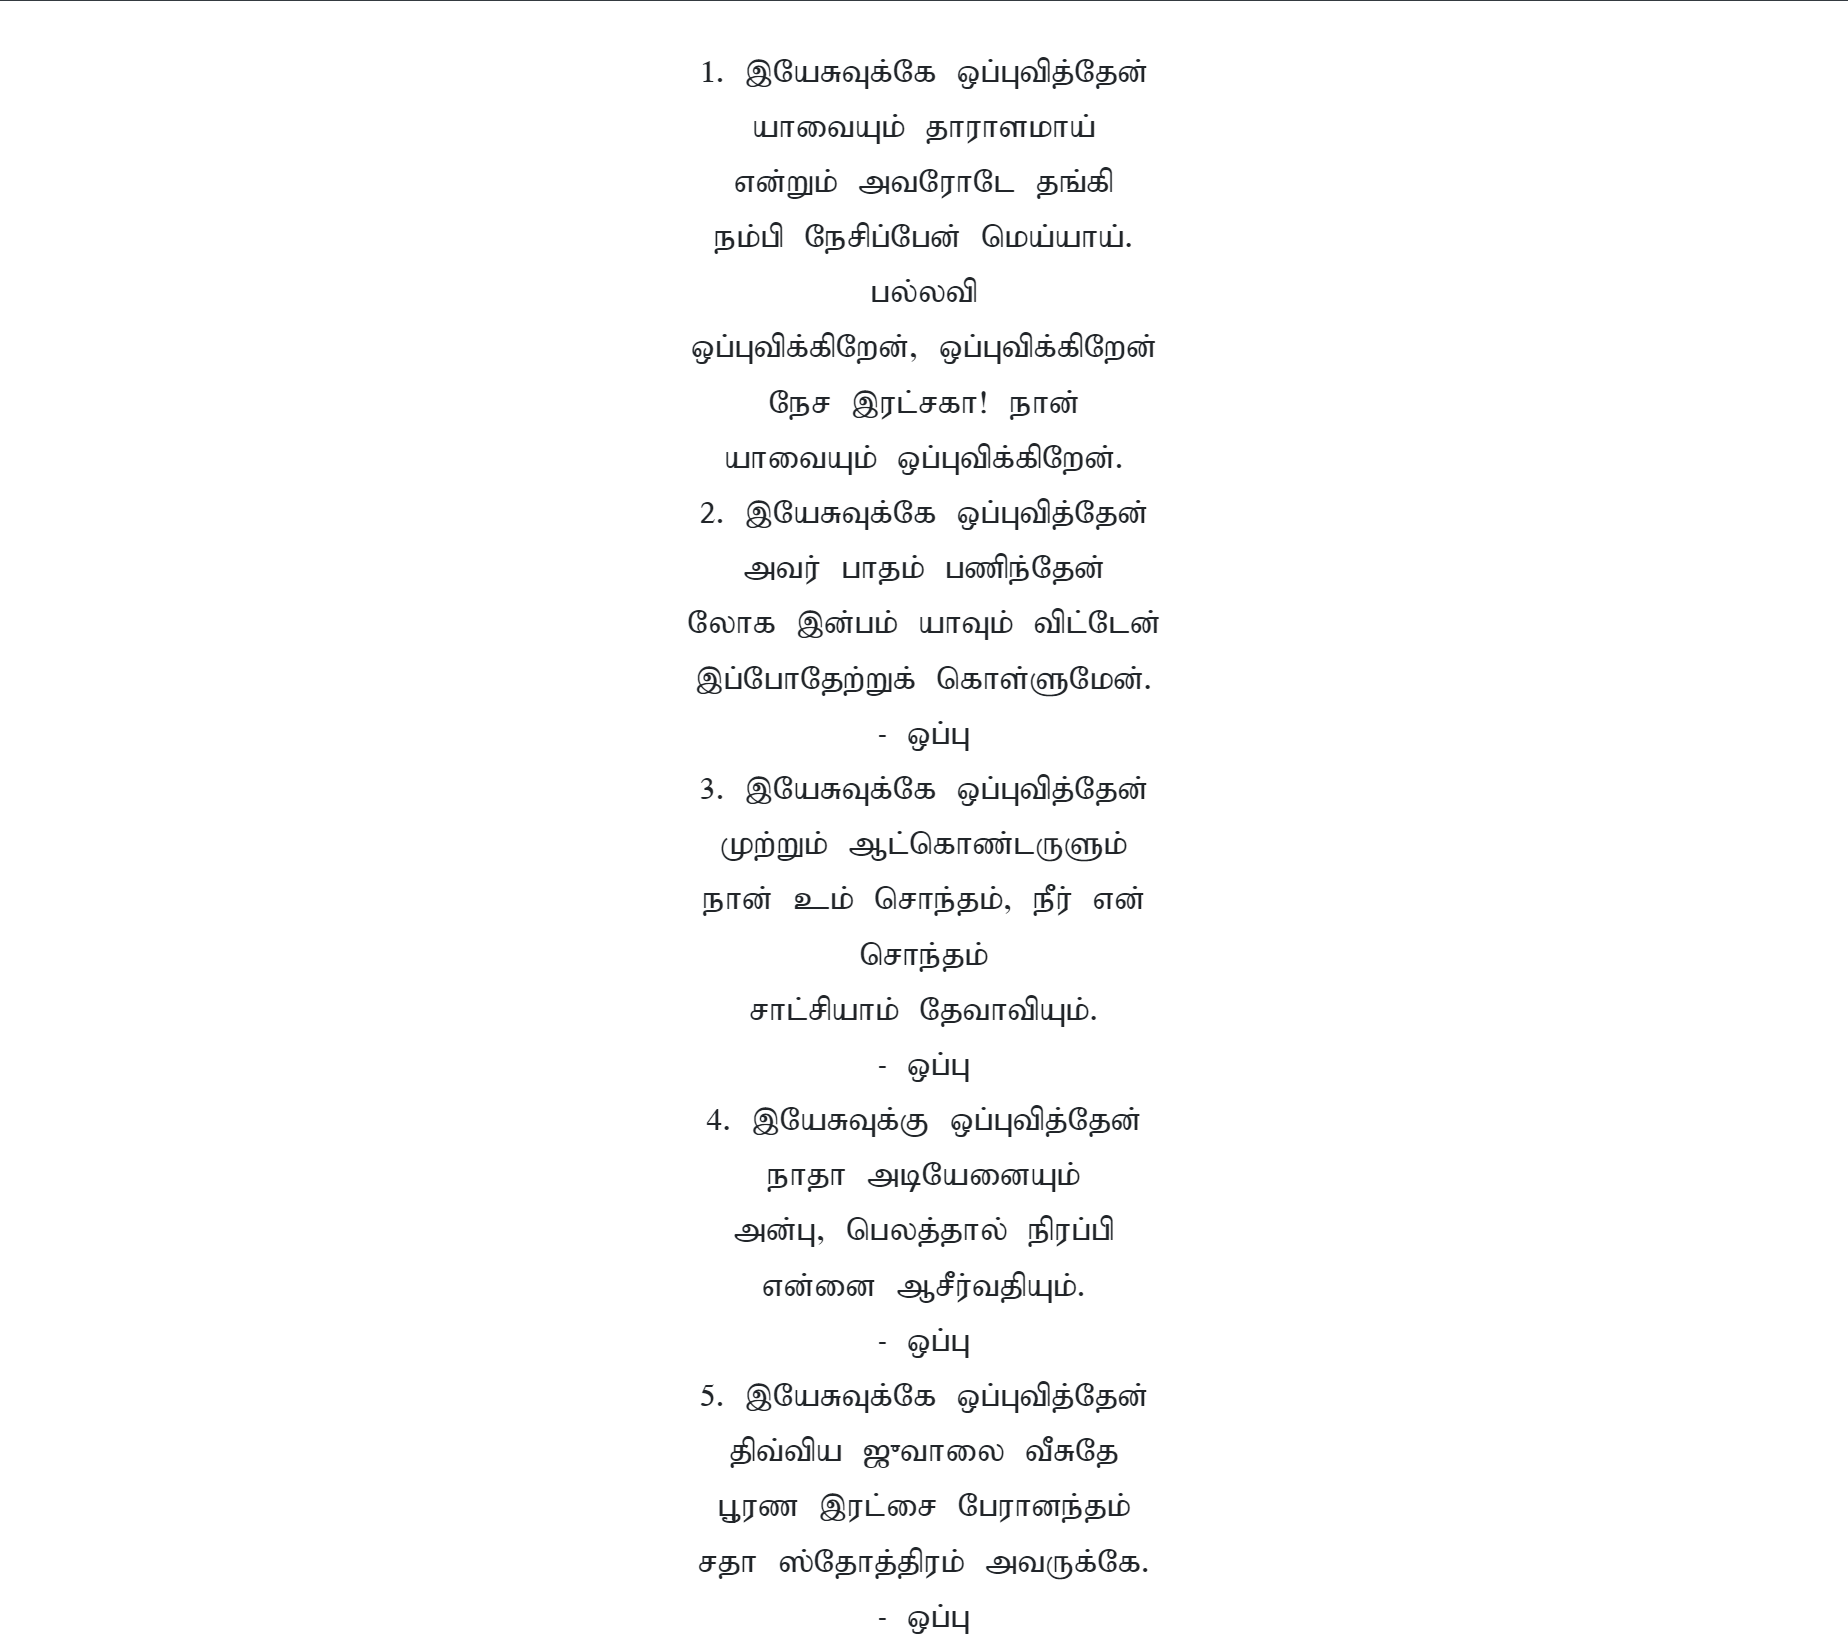 1. இயேசுவுக்கே ஒப்புவித்தேன்
யாவையும் தாராளமாய்
என்றும் அவரோடே தங்கி
நம்பி நேசிப்பேன் மெய்யாய்.
பல்லவி
ஒப்புவிக்கிறேன், ஒப்புவிக்கிறேன்
நேச இரட்சகா! நான்
யாவையும் ஒப்புவிக்கிறேன்.
2. இயேசுவுக்கே ஒப்புவித்தேன்
அவர் பாதம் பணிந்தேன்
லோக இன்பம் யாவும் விட்டேன்
இப்போதேற்றுக் கொள்ளுமேன்.
- ஒப்பு
3. இயேசுவுக்கே ஒப்புவித்தேன்
முற்றும் ஆட்கொண்டருளும்
நான் உம் சொந்தம், நீர் என்
சொந்தம்
சாட்சியாம் தேவாவியும்.
- ஒப்பு
4. இயேசுவுக்கு ஒப்புவித்தேன்
நாதா அடியேனையும்
அன்பு, பெலத்தால் நிரப்பி
என்னை ஆசீர்வதியும்.
- ஒப்பு
5. இயேசுவுக்கே ஒப்புவித்தேன்
திவ்விய ஜுவாலை வீசுதே
பூரண இரட்சை பேரானந்தம்
சதா ஸ்தோத்திரம் அவருக்கே.
- ஒப்பு